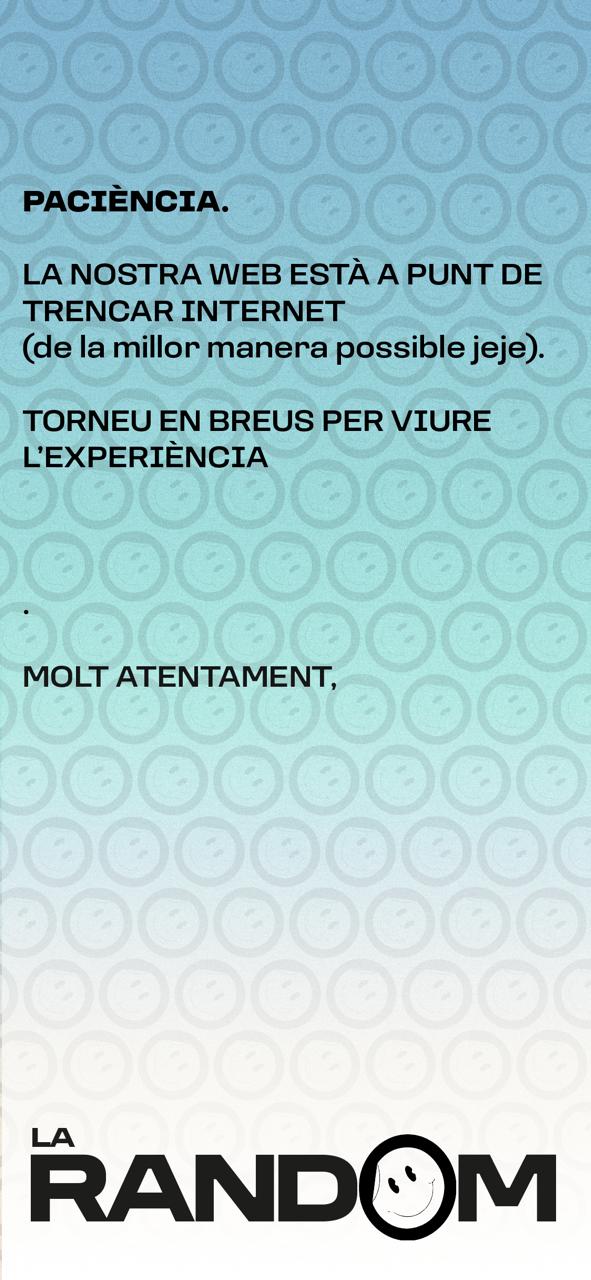 PACIÈNCIA.
LA NOSTRA WEB ESTÀ A PUNT DE
TRENCAR INTERNET
(de la millor manera possible jeje).
TORNEU EN BREUS PER VIURE
L'EXPERIÈNCIA
.
MOLT ATENTAMENT,
LA
RANDOM